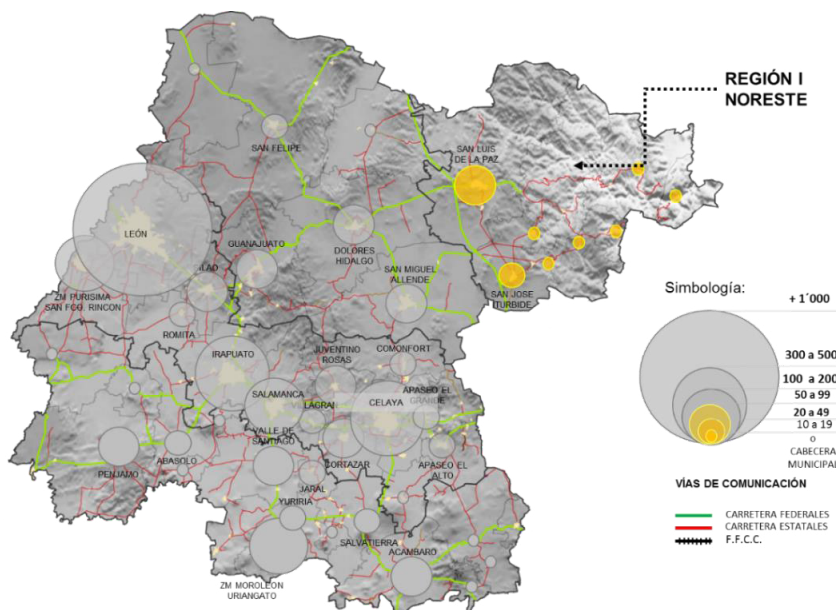 REGIÓN I
NORESTE
SAN LUIS
DE LA PAZ
SAN FELIPE
LEÓN
GUANAJUATO
DOLORES
HIDALGO
SAN MIGUEL
ALLENDE
SAN JOSE
ITURBIDE
ZM PURISIMA
SAN FCO. RINCON
ILAO
ROMITA
IRAPUATO
JUVENTINO
ROSAS
COMONFORT
SALAMANCA
LAGRAN
CELAYA
APASEO EL
GRANDE
VALLE DE
SANTIAGO
CORTAZAR
APASEO EL
ALTO
PENJAMO
ABASOLO
JARAL
YURIRIA
SALVATIERRA
ACAMBARO
ZM MOROLEON
URIANGATO
Simbología:
+ 1´000
300 a 500
100 a 200
50 a 99
20 a 49
10 a 19
o
CABECERA
MUNICIPAL
VÍAS DE COMUNICACIÓN
CARRETERA FEDERALES
CARRETERA ESTATALES
F.F.C.C.